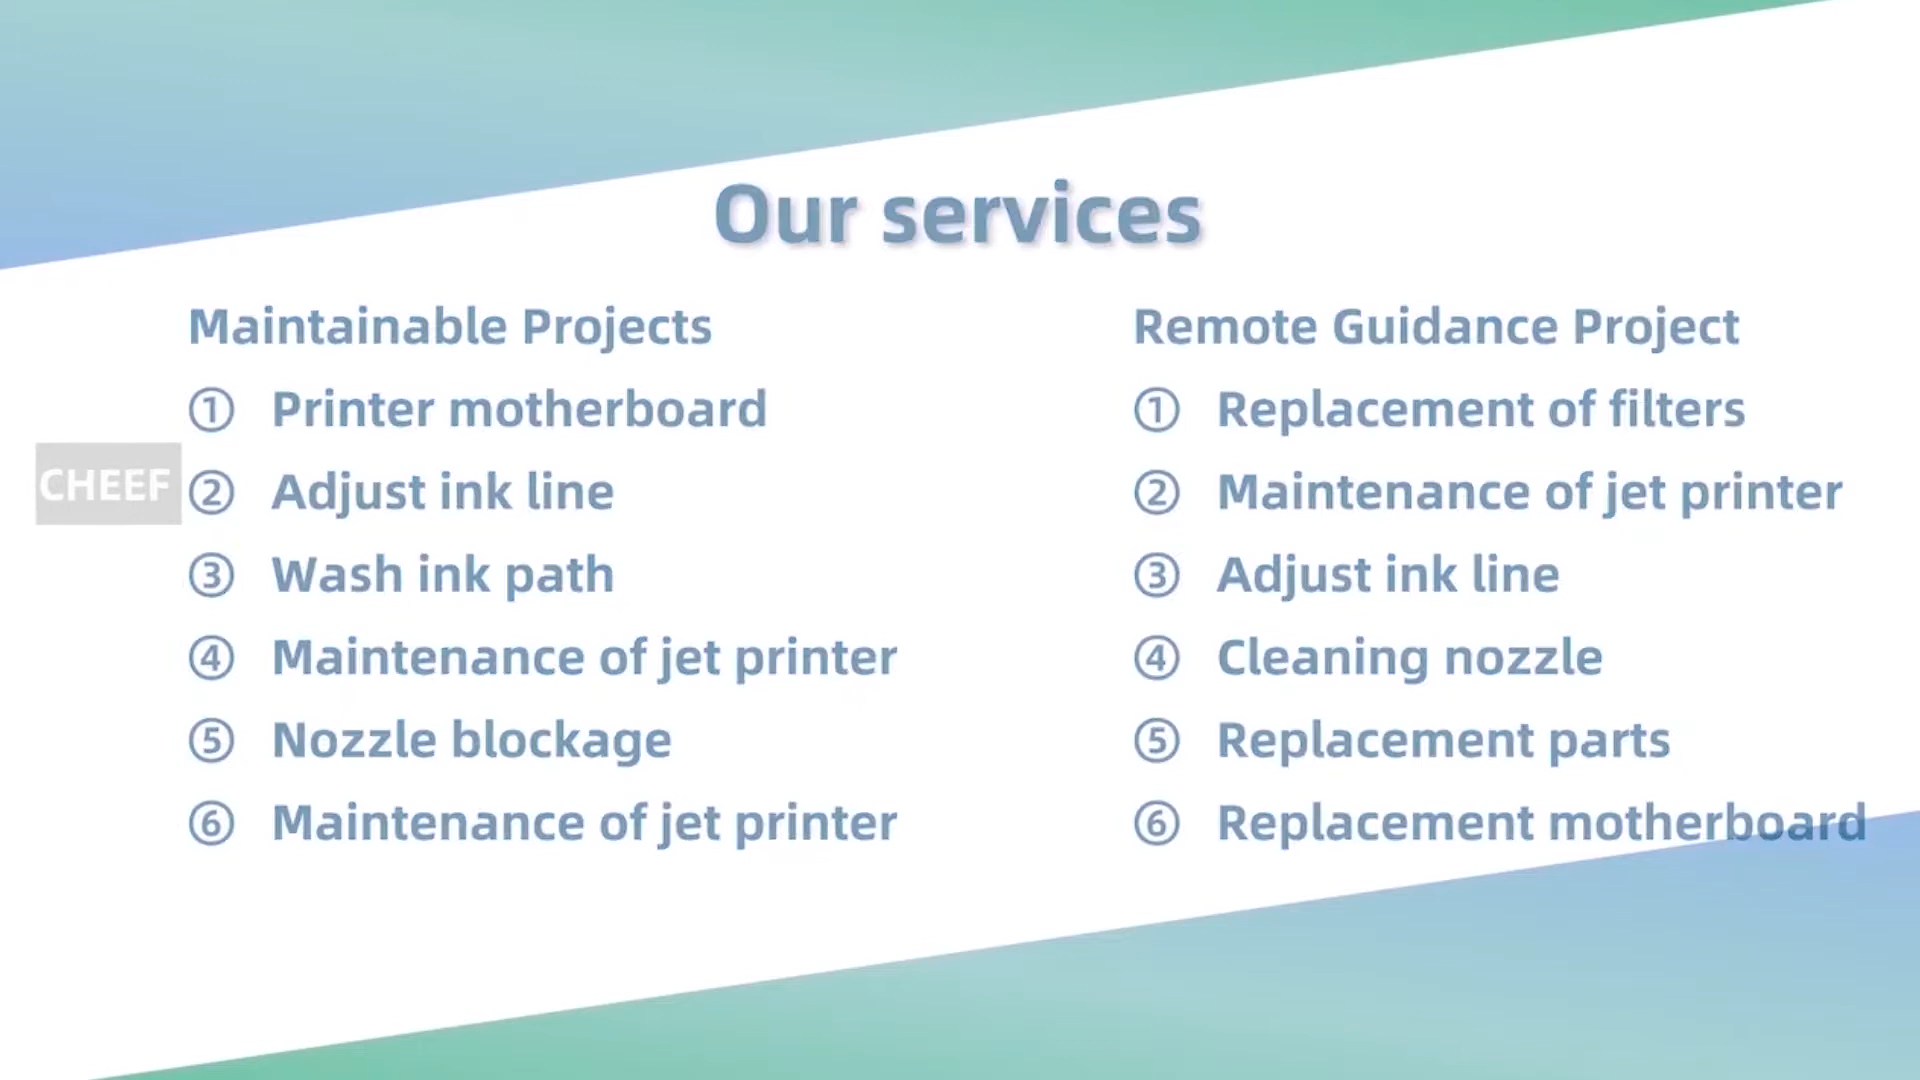 Our services
Maintainable Projects
① Printer motherboard
② Adjust ink line
③ Wash ink path
④ Maintenance of jet printer
⑤ Nozzle blockage
⑥ Maintenance of jet printer
Remote Guidance Project
① Replacement of filters
② Maintenance of jet printer
③ Adjust ink line
④ Cleaning nozzle
⑤ Replacement parts
⑥ Replacement motherboard
CHEEF